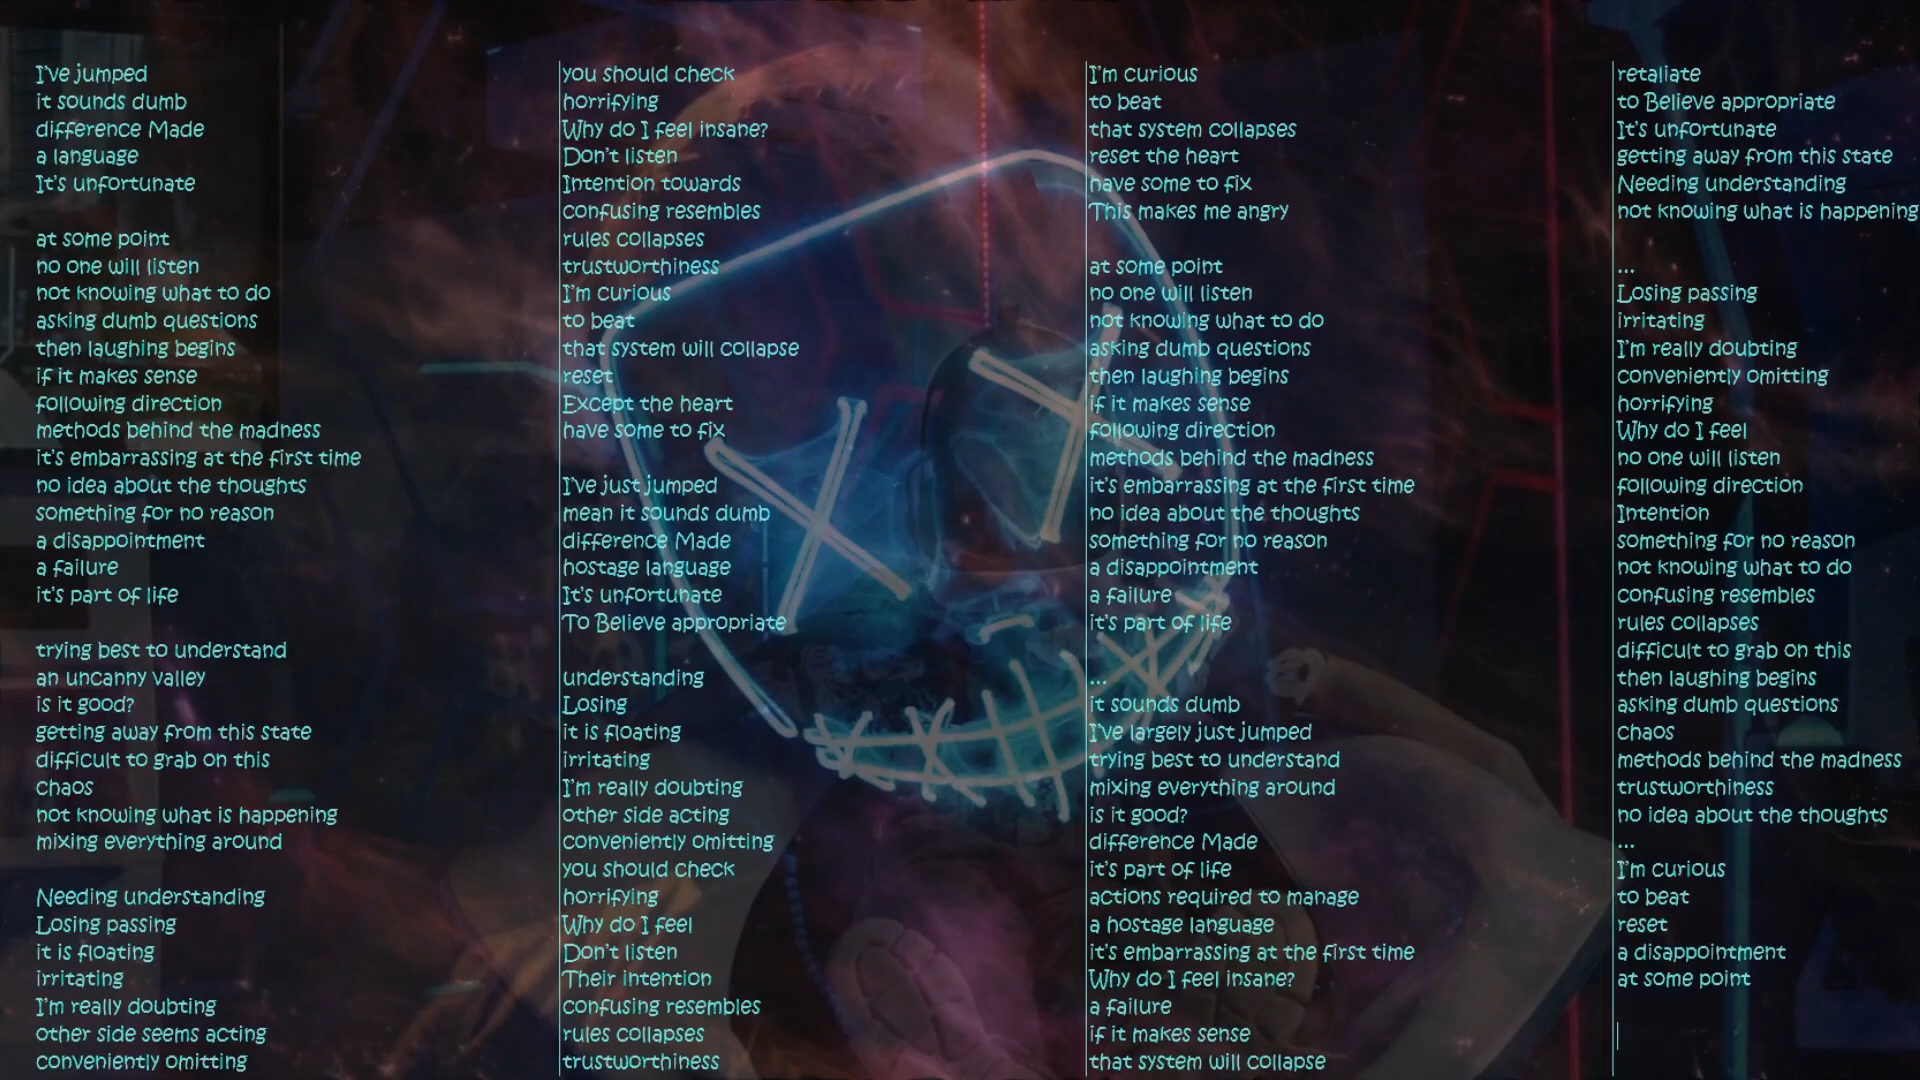 I've jumped
it sounds dumb
difference Made
a language
It's unfortunate

at some point
no one will listen
not knowing what to do
asking dumb questions
then laughing begins
if it makes sense
following direction
methods behind the madness
it's embarrassing at the first time
no idea about the thoughts
something for no reason
a disappointment
a failure
it's part of life

trying best to understand
an uncanny valley
is it good?
getting away from this state
difficult to grab on this
chaos
not knowing what is happening
mixing everything around

Needing understanding
Losing passing
it is floating
irritating
I'm really doubting
other side seems acting
conveniently omitting
you should check
horrifying
Why do I feel insane?
Don't listen
Intention towards
confusing resembles
rules collapses
trustworthiness
I'm curious
to beat
that system will collapse
reset
Except the heart
have some to fix

I've just jumped
mean it sounds dumb
difference Made
hostage language
It's unfortunate
To Believe appropriate

understanding
Losing
it is floating
irritating
I'm really doubting
other side acting
conveniently omitting
you should check
horrifying
Why do I feel
Don't listen
Their intention
confusing resembles
rules collapses
trustworthiness
I'm curious
to beat
that system collapses
reset the heart
have some to fix
This makes me angry

at some point
no one will listen
not knowing what to do
asking dumb questions
then laughing begins
if it makes sense
following direction
methods behind the madness
it's embarrassing at the first time
no idea about the thoughts
something for no reason
a disappointment
a failure
it's part of life

...
it sounds dumb
I've largely just jumped
trying best to understand
mixing everything around
is it good?
difference Made
it's part of life
actions required to manage
a hostage language
it's embarrassing at the first time
Why do I feel insane?
a failure
if it makes sense
that system will collapse
retaliate
to Believe appropriate
It's unfortunate
getting away from this state
Needing understanding
not knowing what is happening

...
Losing passing
irritating
I'm really doubting
conveniently omitting
horrifying
Why do I feel
no one will listen
following direction
Intention
something for no reason
not knowing what to do
confusing resembles
rules collapses
difficult to grab on this
then laughing begins
asking dumb questions
chaos
methods behind the madness
trustworthiness
no idea about the thoughts
...
I'm curious
to beat
reset
a disappointment
at some point